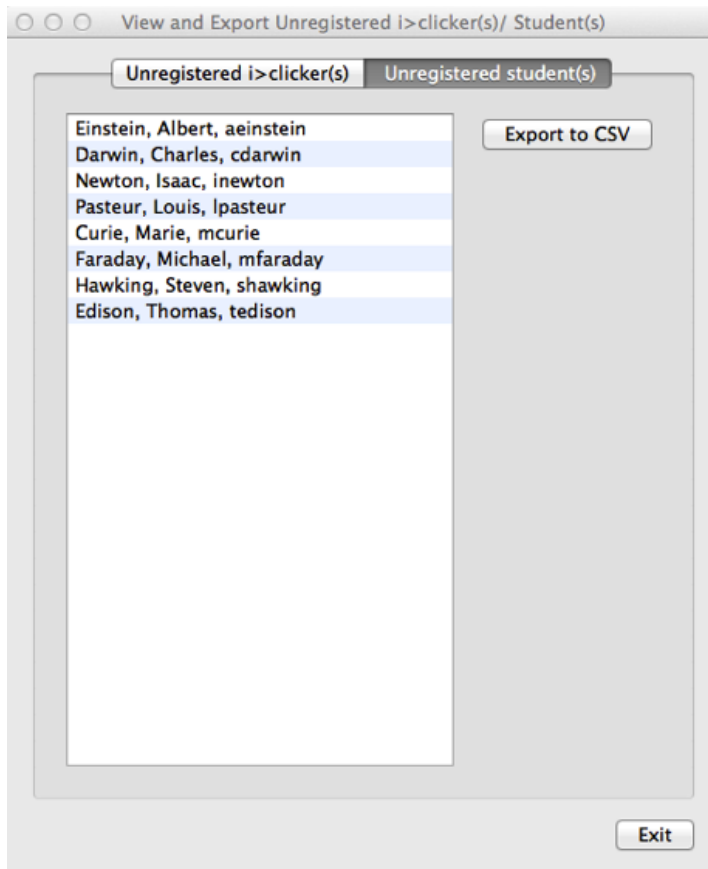 View and Export Unregistered i>clicker(s)/ Student(s)
Unregistered i>clicker(s) Unregistered student(s)
Einstein, Albert, aeinstein
Export to CSV
Darwin, Charles, cdarwin
Newton, Isaac, inewton
Pasteur, Louis, lpasteur
Curie, Marie, mcurie
Faraday, Michael, mfaraday
Hawking, Steven, shawking
Edison, Thomas, tedison
Exit